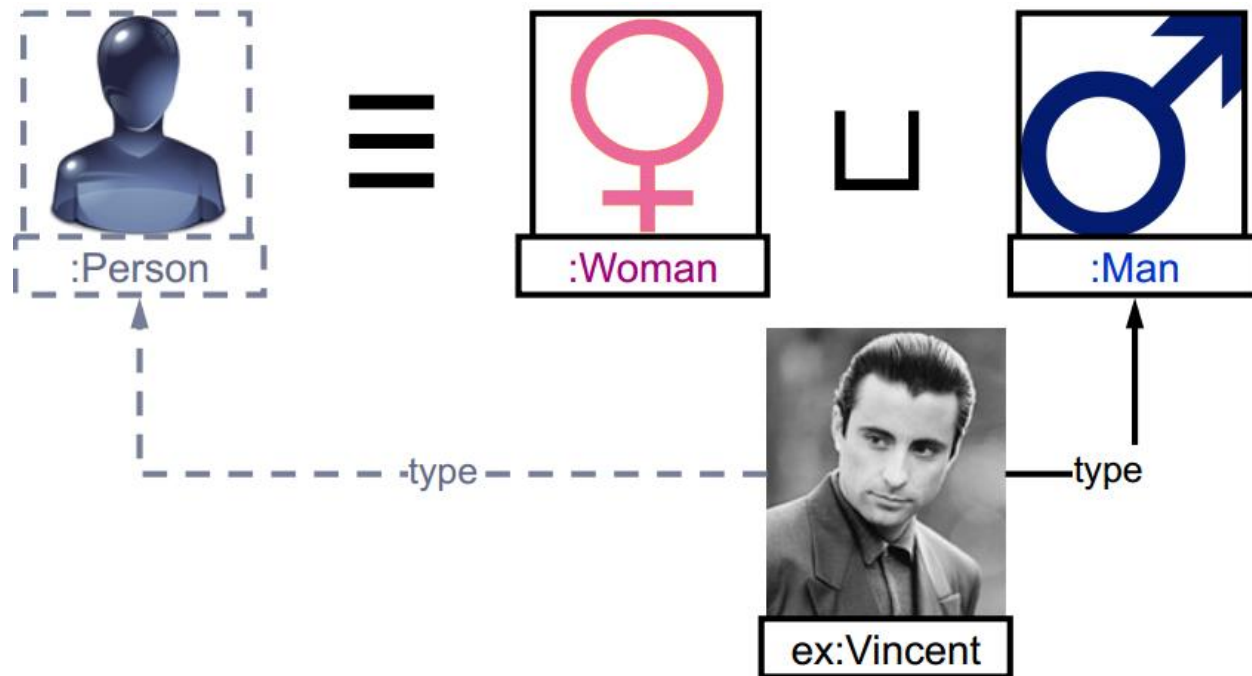 ≡
⊔
:Person
:Woman
:Man
type
type
ex:Vincent